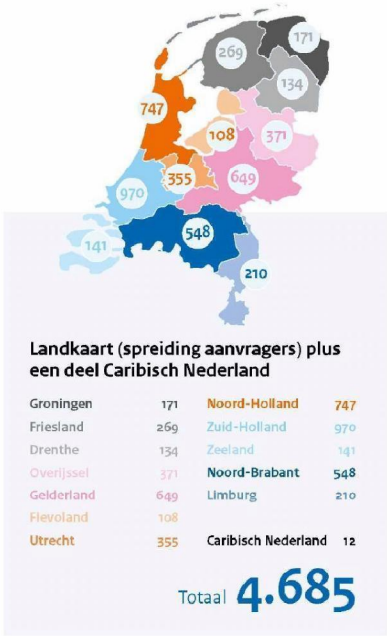 171
269
134
747
108
371
355
649
970
548
141
210
Landkaart (spreiding aanvragers) plus
een deel Caribisch Nederland
Groningen 171
Friesland 269
Drenthe 134
Overijssel 371
Gelderland 649
Flevoland 108
Utrecht 355
Noord-Holland 747
Zuid-Holland 970
Zeeland 141
Noord-Brabant 548
Limburg 210
Caribisch Nederland 12
Totaal 4.685